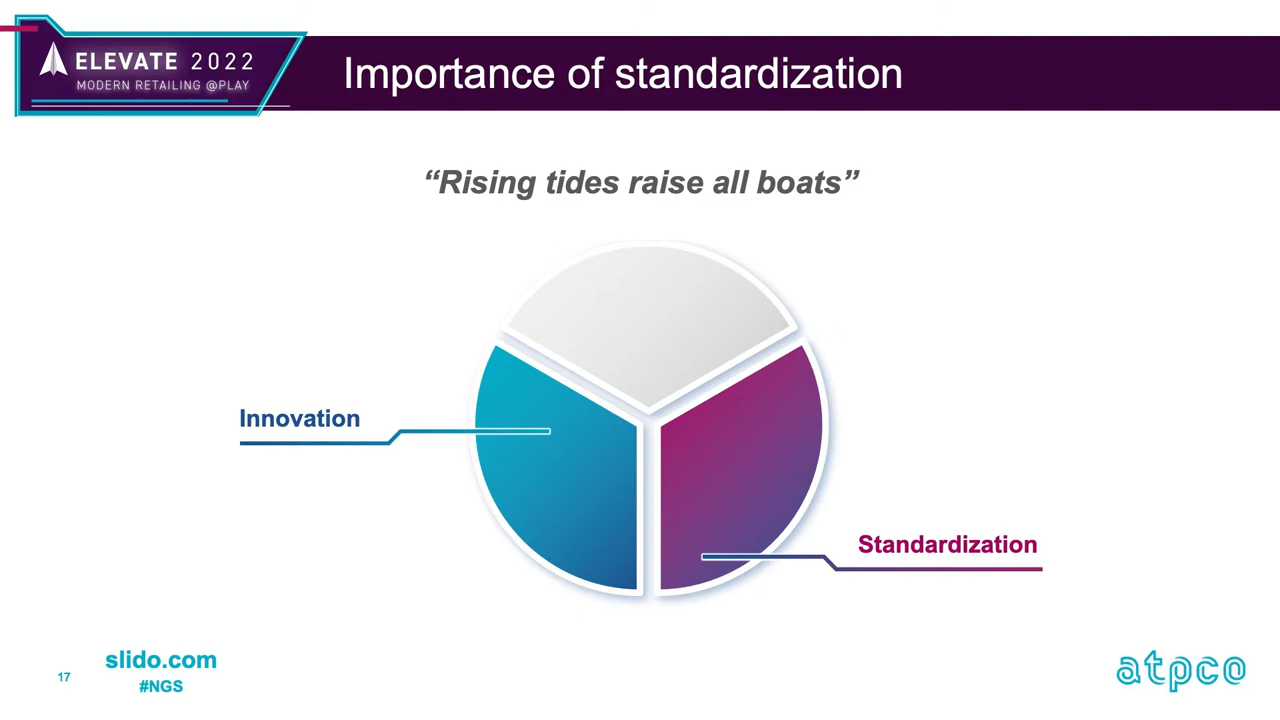 ELEVATE 2022
MODERN RETAILING @PLAY
Importance of standardization
“Rising tides raise all boats”
Innovation
Standardization
slido.com
#NGS
17
atpco